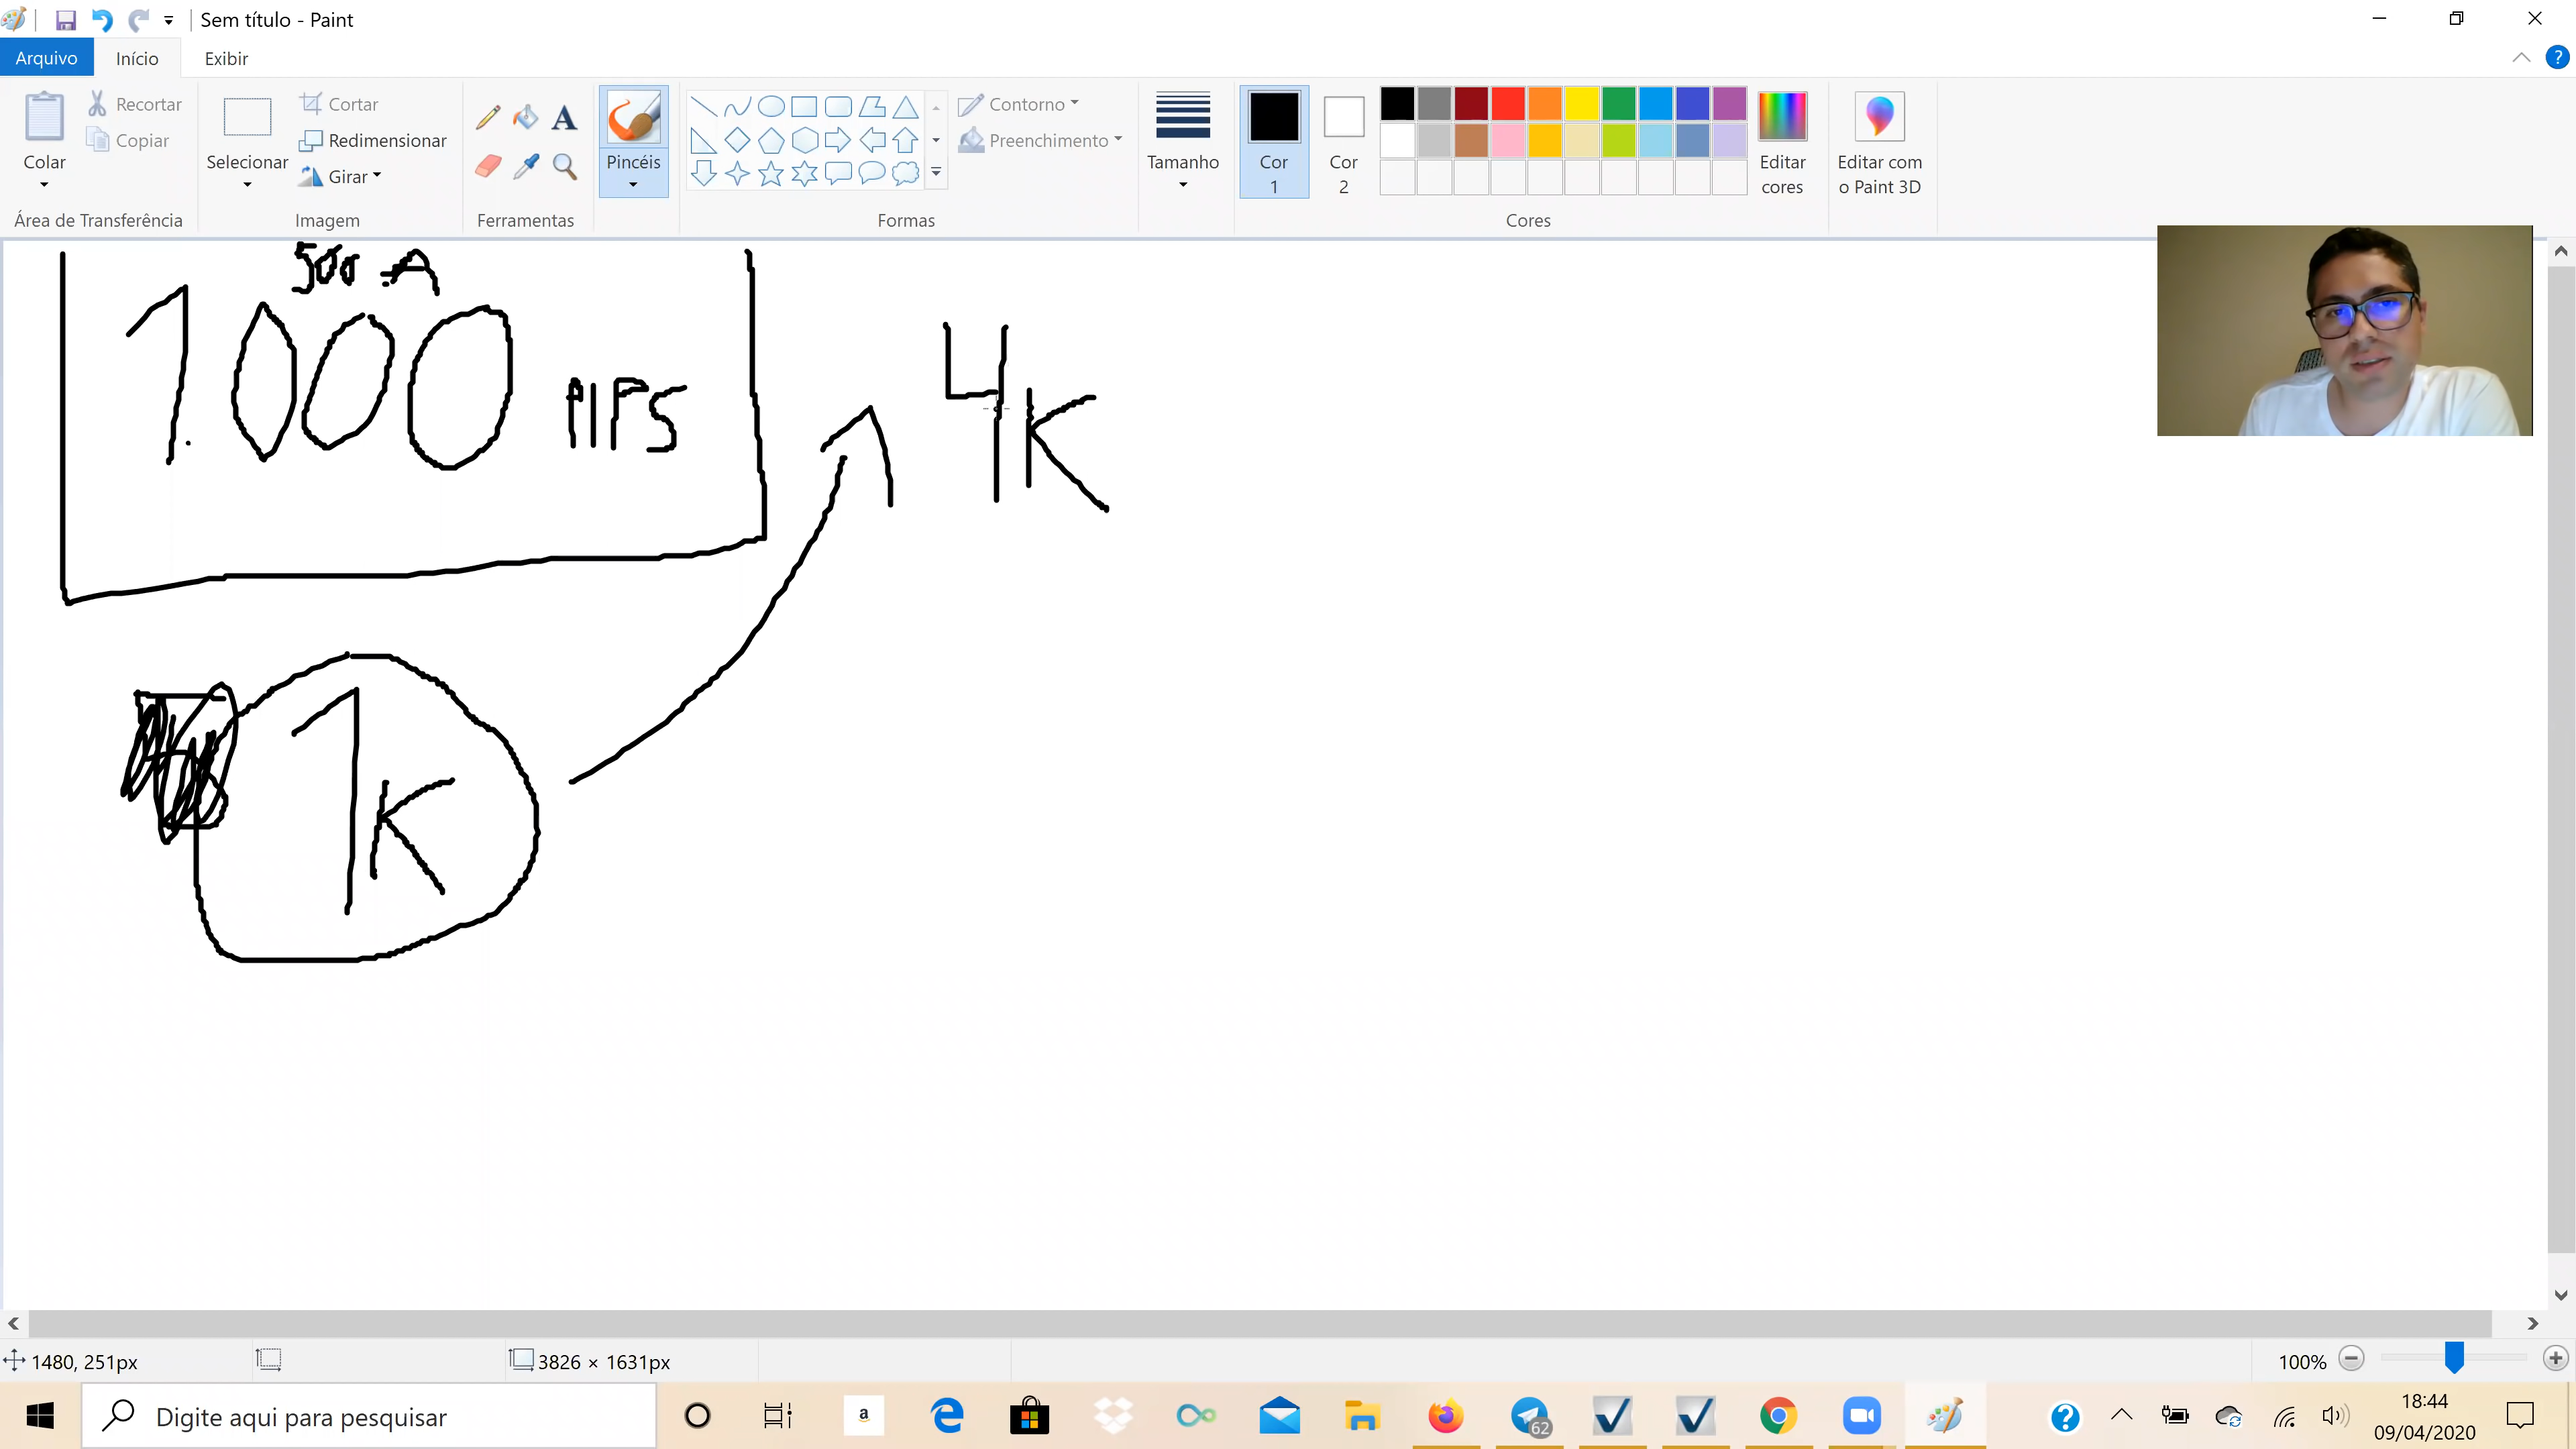 Sem título - Paint
Arquivo Início Exibir
Colar
Recortar
Copiar
Área de Transferência
Selecionar
Cortar
Redimensionar
Girar
Imagem
A
Ferramentas
Pincéis
Contorno
Preenchimento
Formas
Tamanho
Cor 1
Cor 2
Editar cores
Editar com o Paint 3D
Cores
?
1.000
4K
1K
1480, 251px 3826 × 1631px 100%
Digite aqui para pesquisar
a
62
?
18:44
09/04/2020